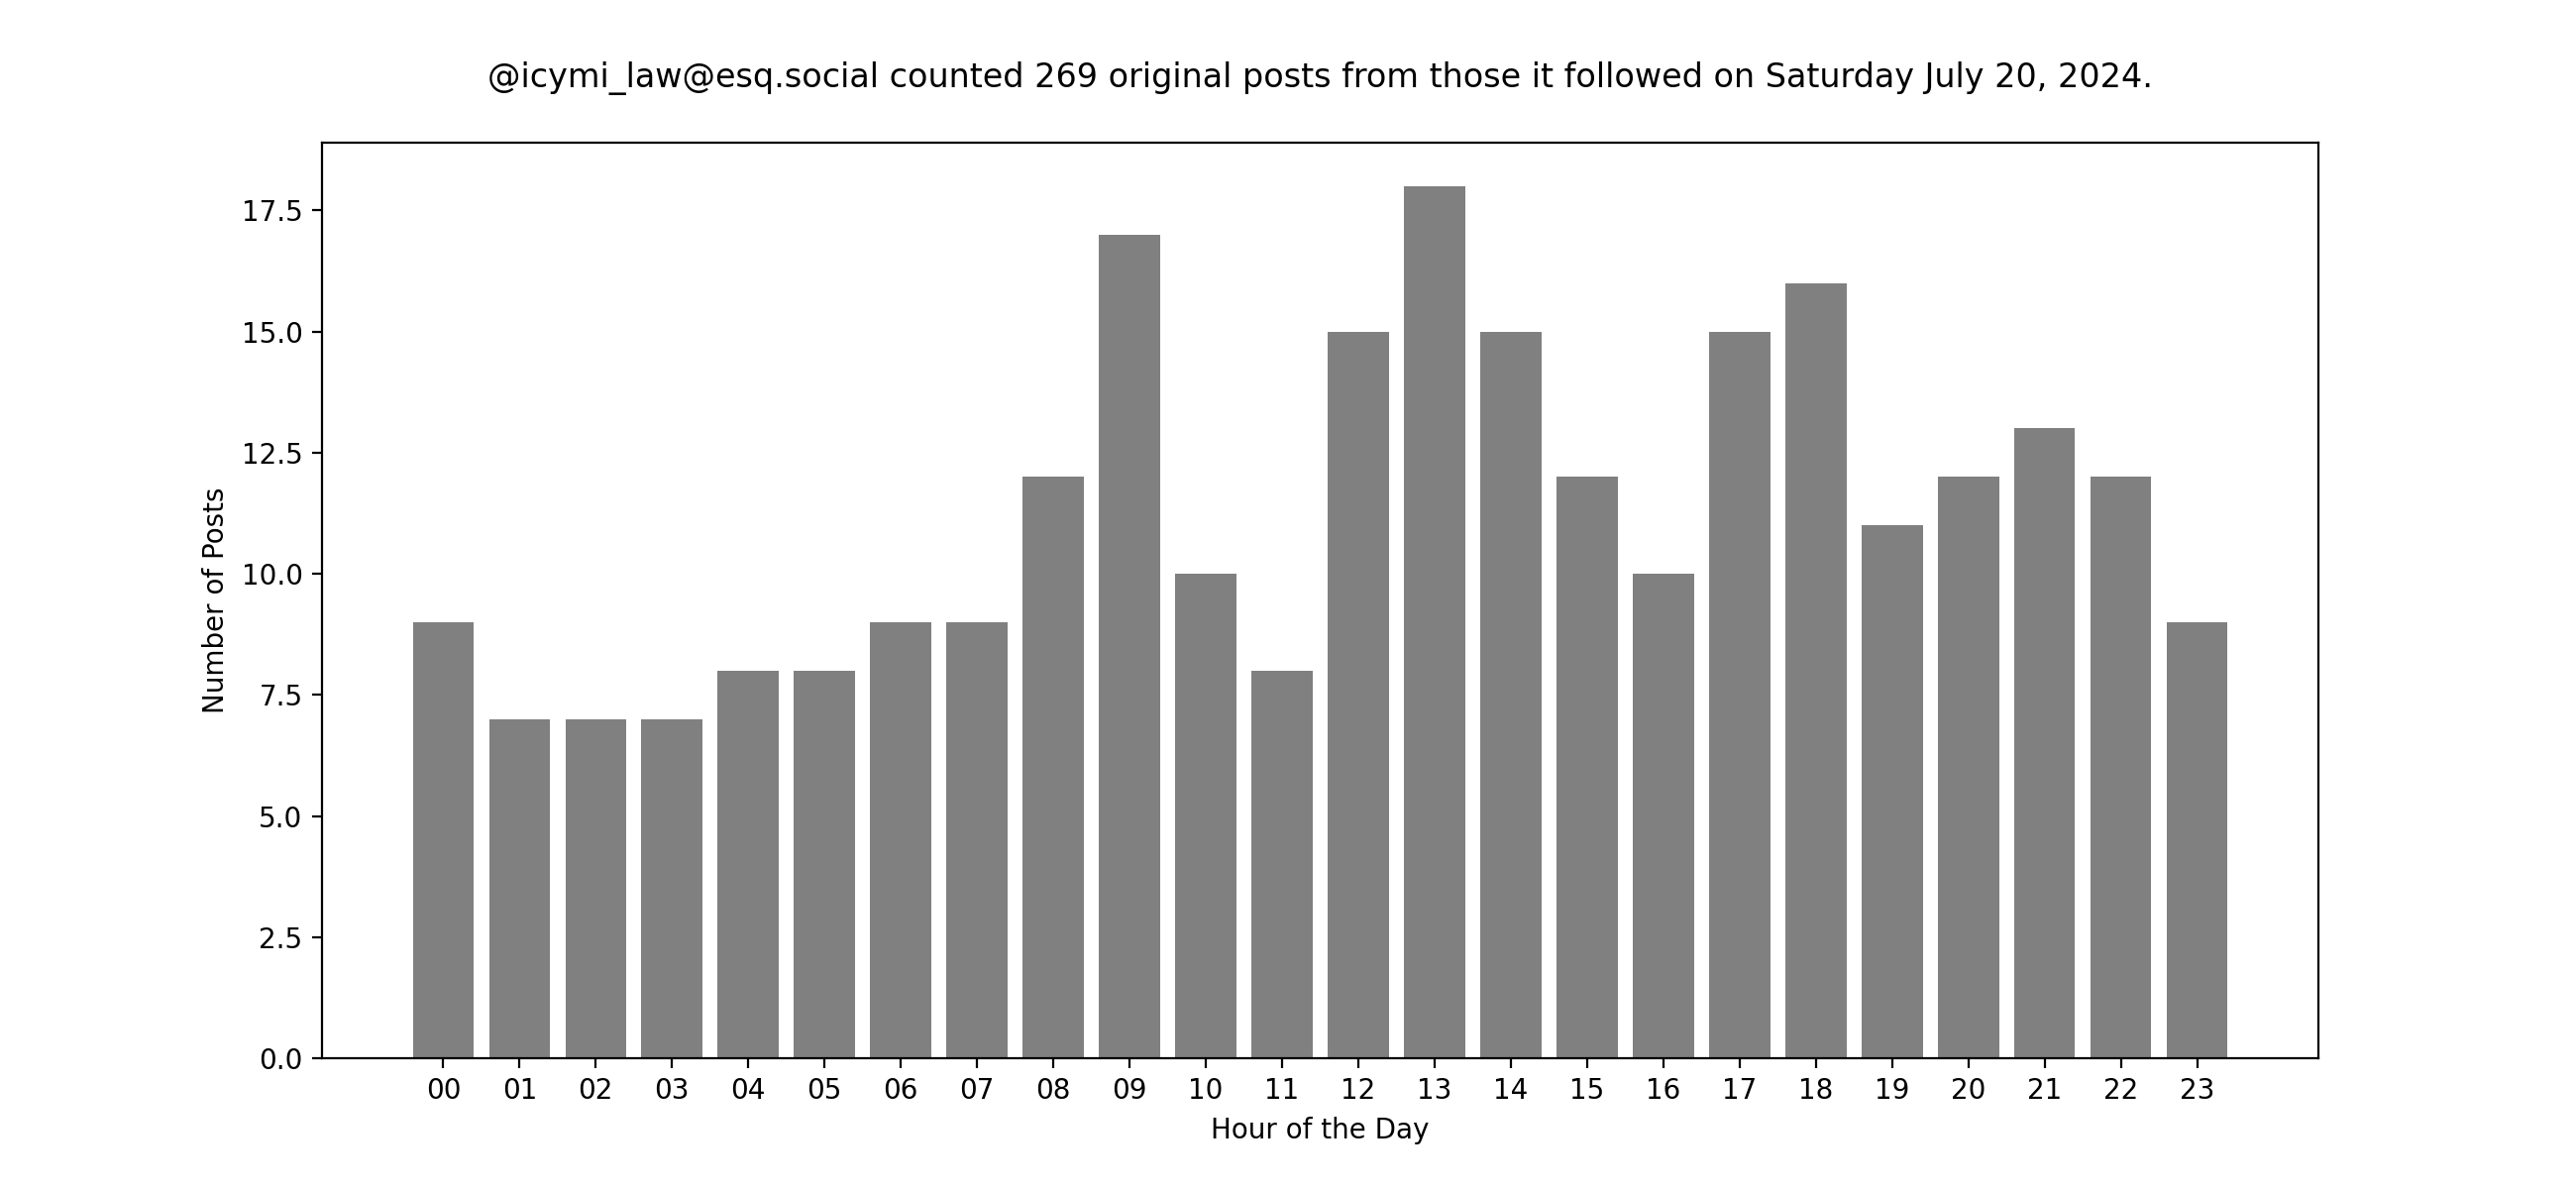 @icymi_law@esq.social counted 269 original posts from those it followed on Saturday July 20, 2024.
17.5
15.0
12.5
10.0
7.5
5.0
2.5
0.0
Number of Posts
00 01 02 03 04 05 06 07 08 09 10 11 12 13 14 15 16 17 18 19 20 21 22 23
Hour of the Day